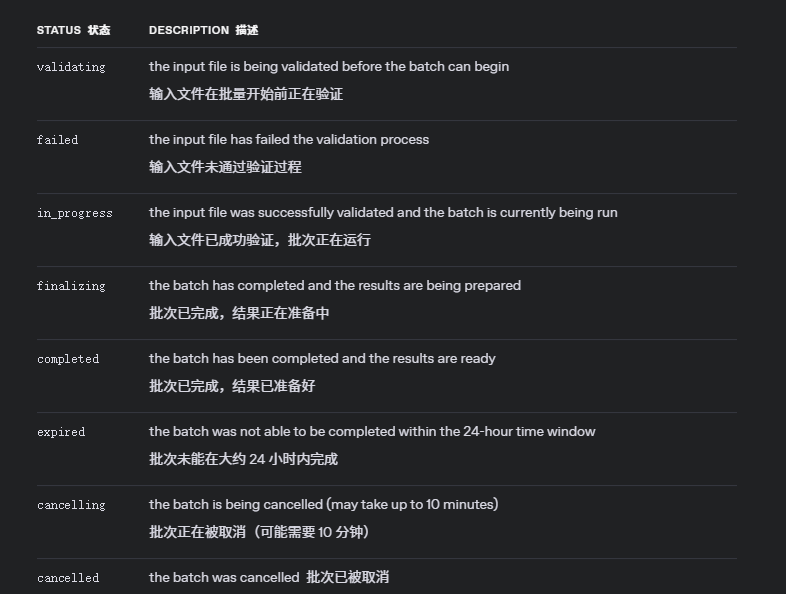 STATUS 状态 DESCRIPTION 描述
validating the input file is being validated before the batch can begin
输入文件在批量开始前正在验证
failed the input file has failed the validation process
输入文件未通过验证过程
in_progress the input file was successfully validated and the batch is currently being run
输入文件已成功验证，批次正在运行
finalizing the batch has completed and the results are being prepared
批次已完成，结果正在准备中
completed the batch has been completed and the results are ready
批次已完成，结果已准备好
expired the batch was not able to be completed within the 24-hour time window
批次未能在大约 24 小时内完成
cancelling the batch is being cancelled (may take up to 10 minutes)
批次正在被取消（可能需要 10 分钟）
cancelled the batch was cancelled 批次已被取消